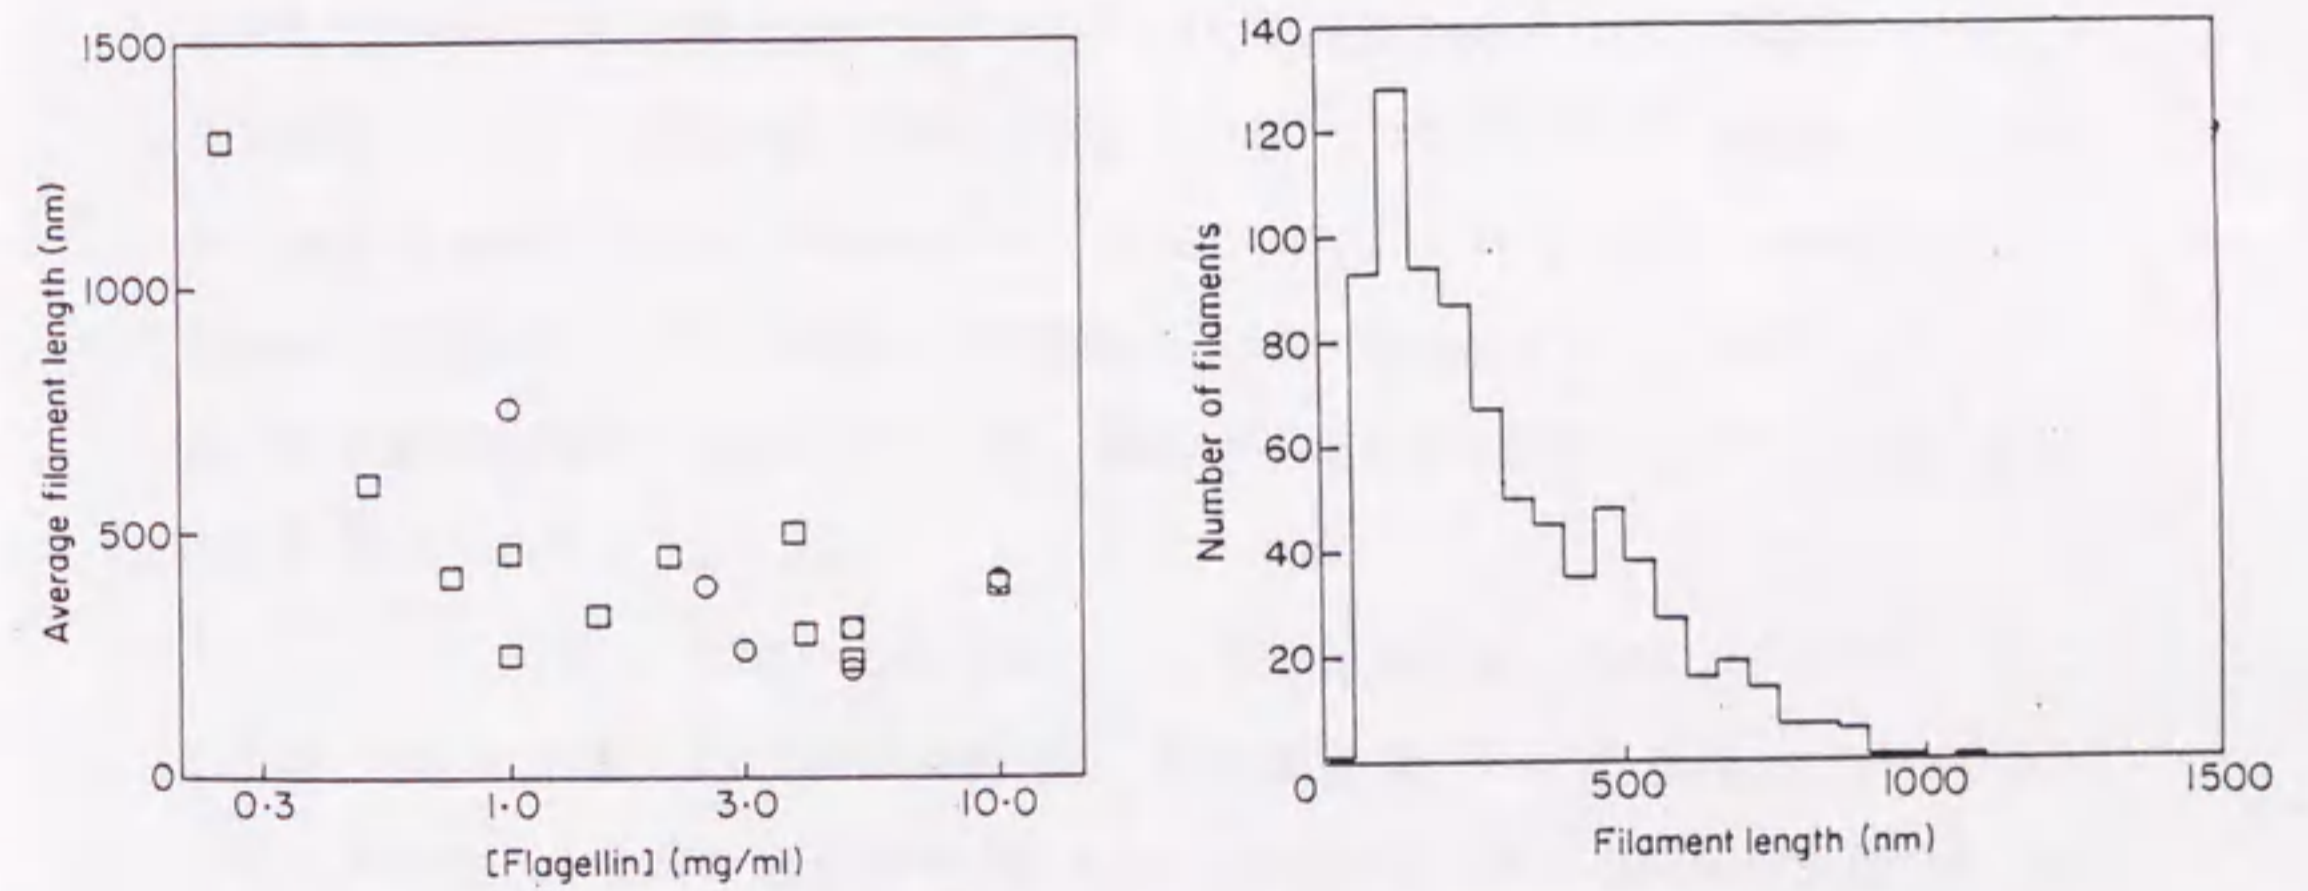 Average filament length (nm)
1500
1000
500
0
0·3 1·0 3·0 10·0
[Flagellin] (mg/ml)
Number of filaments
140
120
100
80
60
40
20
0 500 1000 1500
Filament length (nm)